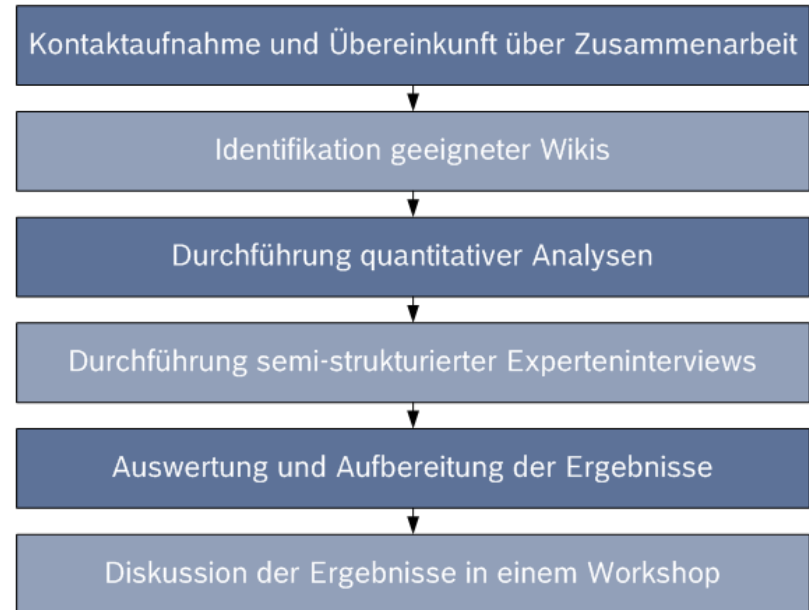 Kontaktaufnahme und Übereinkunft über Zusammenarbeit
Identifikation geeigneter Wikis
Durchführung quantitativer Analysen
Durchführung semi-strukturierter Experteninterviews
Auswertung und Aufbereitung der Ergebnisse
Diskussion der Ergebnisse in einem Workshop